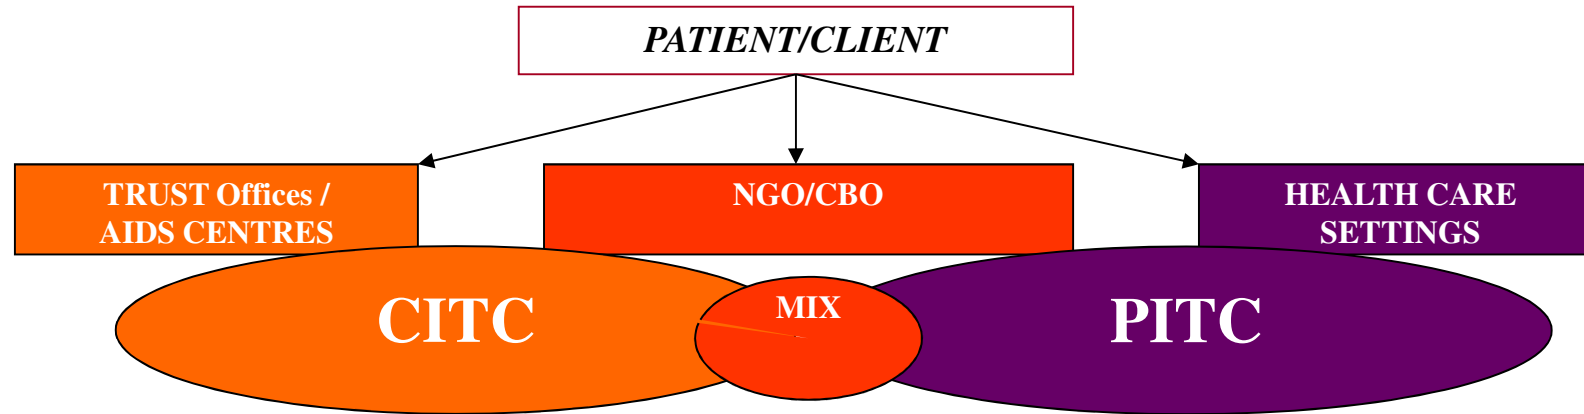 PATIENT/CLIENT
TRUST Offices /
AIDS CENTRES
NGO/CBO
HEALTH CARE
SETTINGS
CITC
MIX
PITC